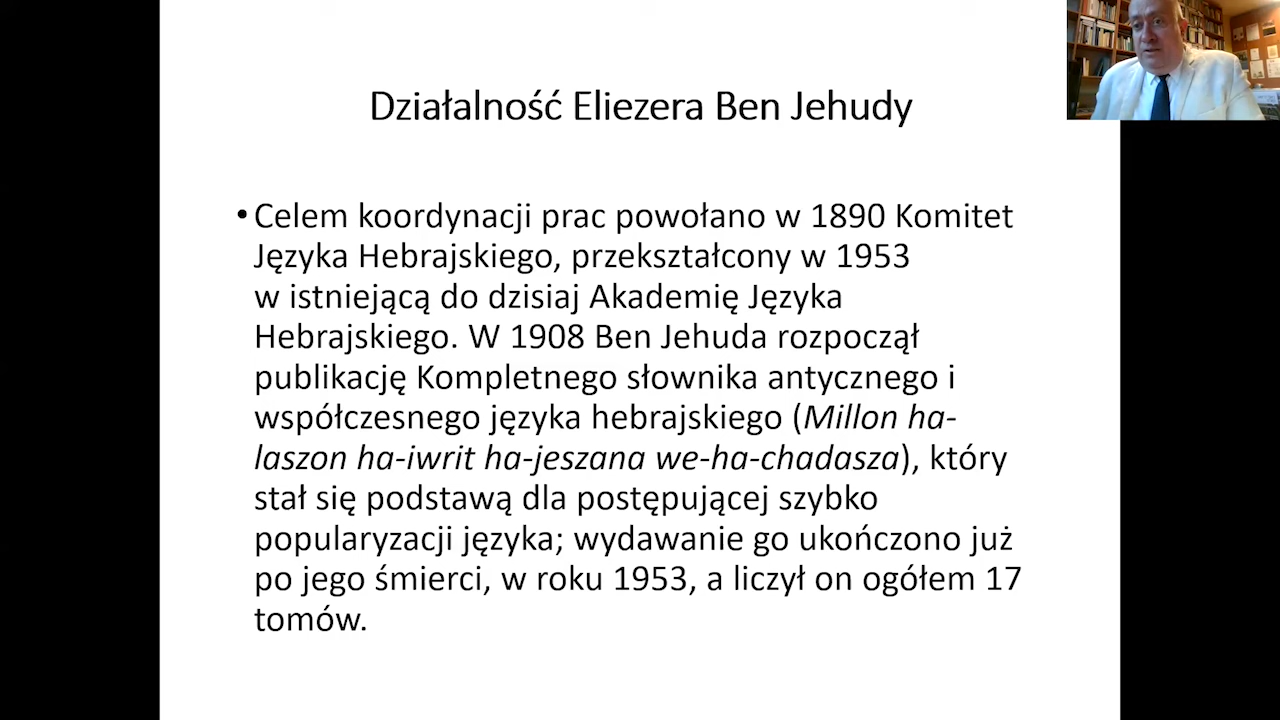 Działalność Eliezera Ben Jehudy
• Celem koordynacji prac powołano w 1890 Komitet
Języka Hebrajskiego, przekształcony w 1953
w istniejącą do dzisiaj Akademię Języka
Hebrajskiego. W 1908 Ben Jehuda rozpoczął
publikację Kompletnego słownika antycznego i
współczesnego języka hebrajskiego (Millon ha-
laszon ha-iwrit ha-jeszana we-ha-chadasza), który
stał się podstawą dla postępującej szybko
popularyzacji języka; wydawanie go ukończono już
po jego śmierci, w roku 1953, a liczył on ogółem 17
tomów.